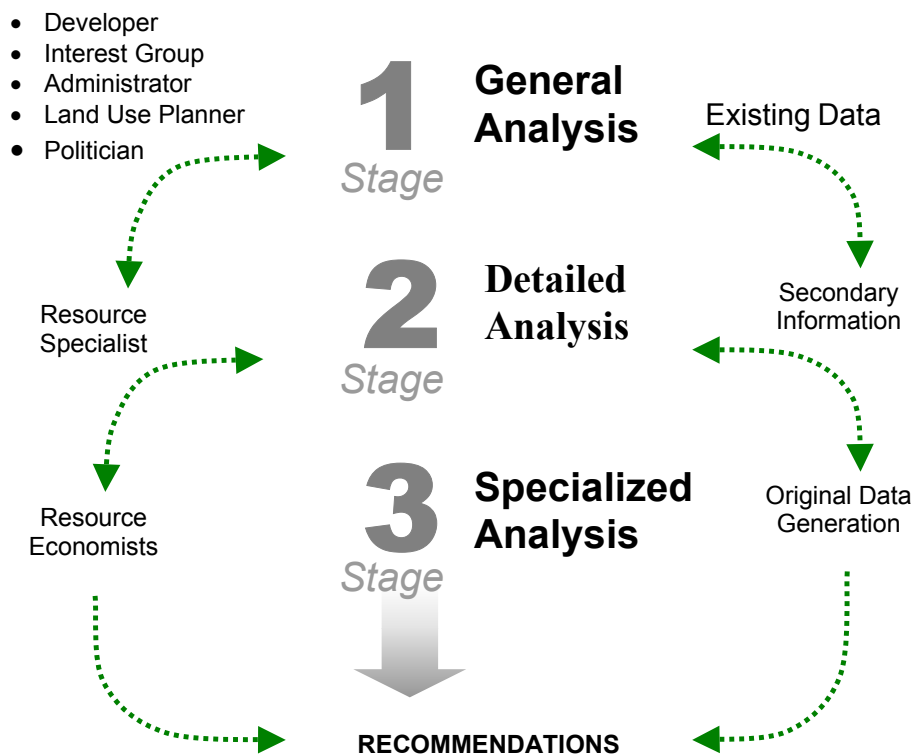 • Developer
• Interest Group
• Administrator
• Land Use Planner
• Politician
1
Stage
General
Analysis
Existing Data
Resource
Specialist
2
Stage
Detailed
Analysis
Secondary
Information
Resource
Economists
3
Stage
Specialized
Analysis
Original Data
Generation
RECOMMENDATIONS